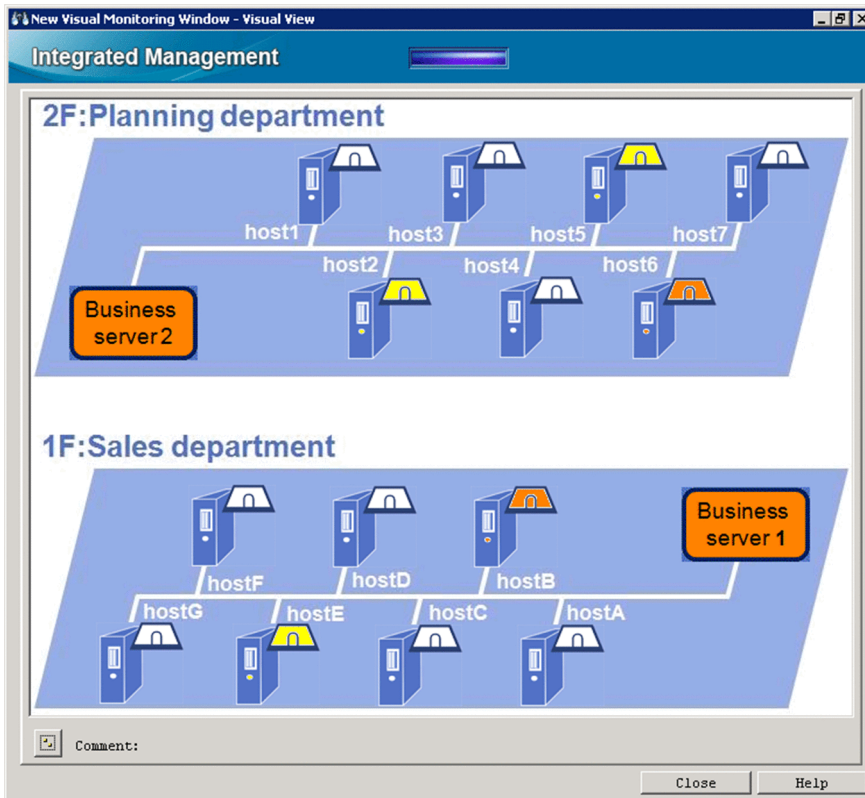 New Visual Monitoring Window - Visual View
Integrated Management
2F:Planning department
host1
host3
host5
host7
host2
host4
host6
Business
server 2
1F:Sales department
Business
server 1
hostF
hostD
hostB
hostG
hostE
hostC
hostA
Comment:
Close
Help